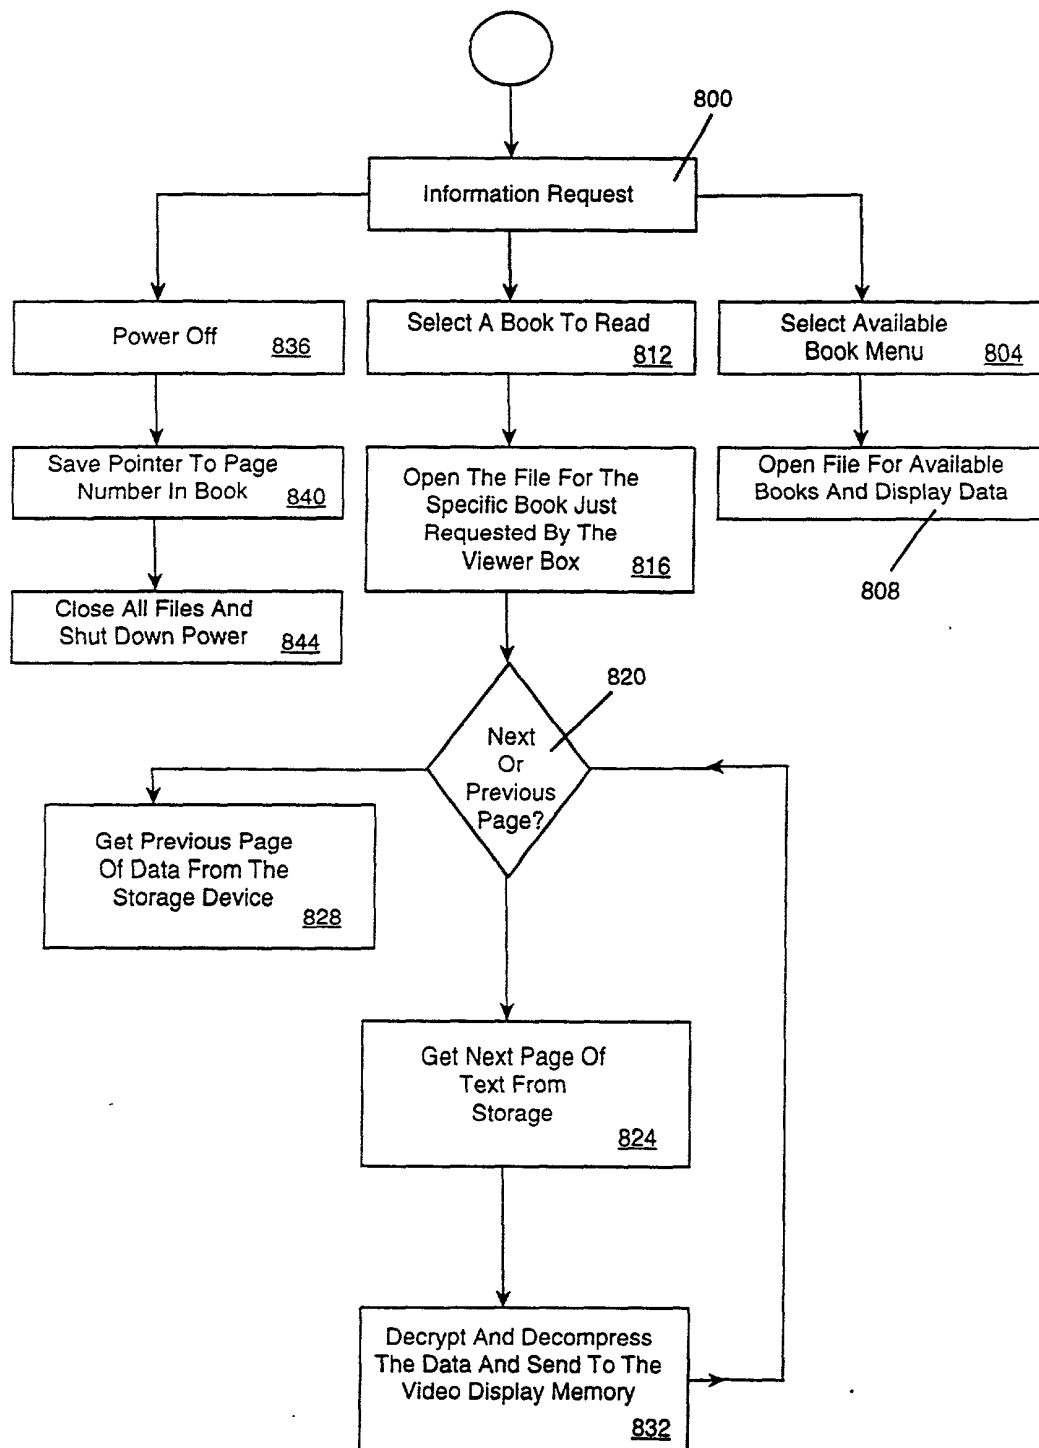 800
Information Request
Power Off
836
Select A Book To Read
812
Select Available
Book Menu
804
Save Pointer To Page
Number In Book
840
Open The File For The
Specific Book Just
Requested By The
Viewer Box
816
Open File For Available
Books And Display Data
808
Close All Files And
Shut Down Power
844
820
Next
Or
Previous
Page?
Get Previous Page
Of Data From The
Storage Device
828
Get Next Page Of
Text From
Storage
824
Decrypt And Decompress
The Data And Send To The
Video Display Memory
832